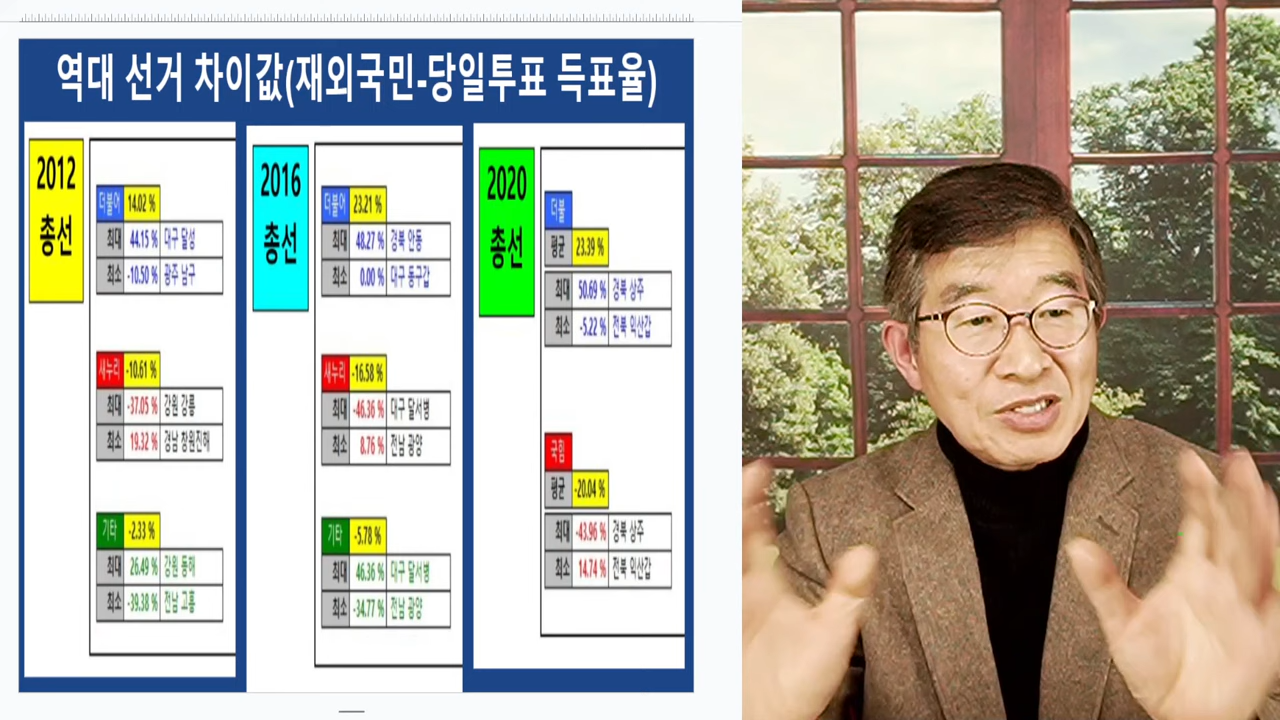 역대 선거 차이값(재외국민-당일투표 득표율)
2012
총선
더불어 14.02 %
최대 44.15 % 대구 달성
최소 -10.50 % 광주 남구
새누리 -10.61 %
최대 -37.05 % 강원 강릉
최소 19.32 % 경남 창원진해
기타 -2.33 %
최대 26.49 % 강원 동해
최소 -39.38 % 전남 고흥
2016
총선
더불어 23.21 %
최대 48.27 % 경북 안동
최소 0.00 % 대구 동구갑
새누리 -16.58 %
최대 -46.36 % 대구 달서병
최소 8.76 % 전남 광양
기타 -5.78 %
최대 46.36 % 대구 달서병
최소 -34.77 % 전남 광양
2020
총선
더불
평균 23.39 %
최대 50.69 % 경북 상주
최소 -5.22 % 전북 익산갑
국힘
평균 -20.04 %
최대 -43.96 % 경북 상주
최소 14.74 % 전북 익산갑